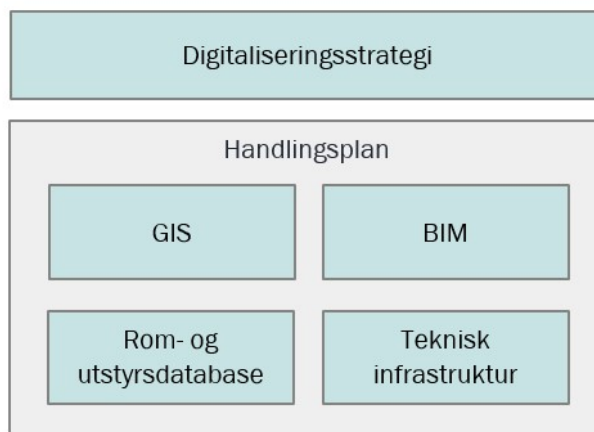 Digitaliseringsstrategi
Handlingsplan
GIS
BIM
Rom- og
utstyrsdatabase
Teknisk
infrastruktur